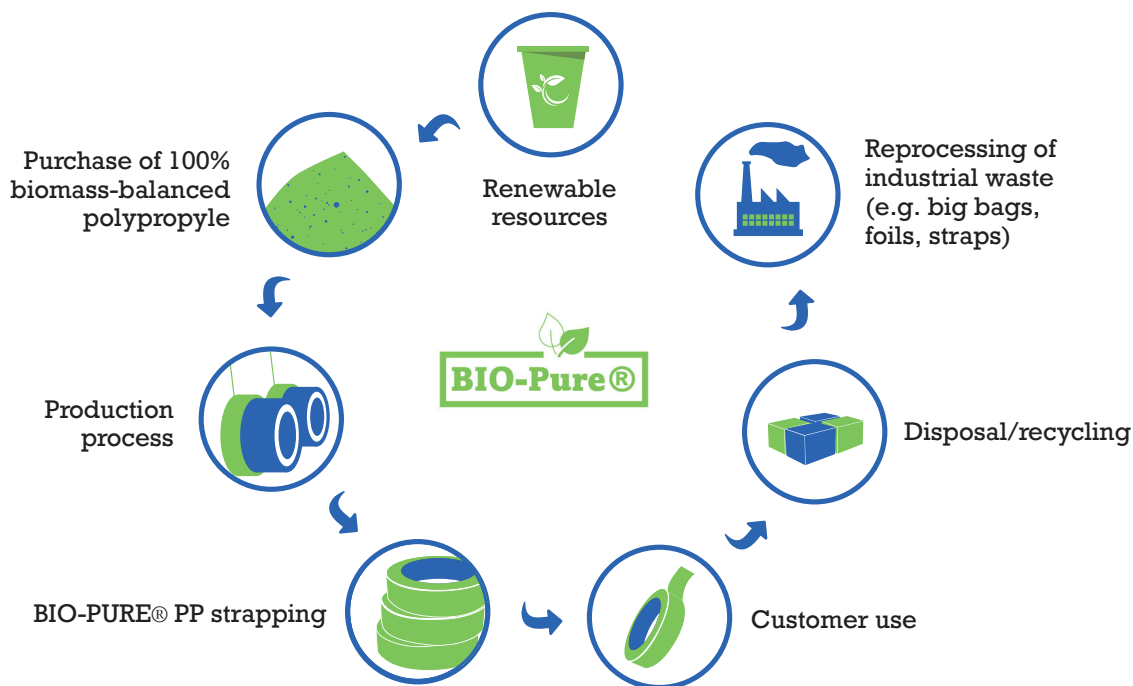 Renewable
resources
Purchase of 100%
biomass-balanced
polypropyle
Production
process
BIO-PURE® PP strapping
Customer use
Disposal/recycling
Reprocessing of
industrial waste
(e.g. big bags,
foils, straps)
BIO-Pure®